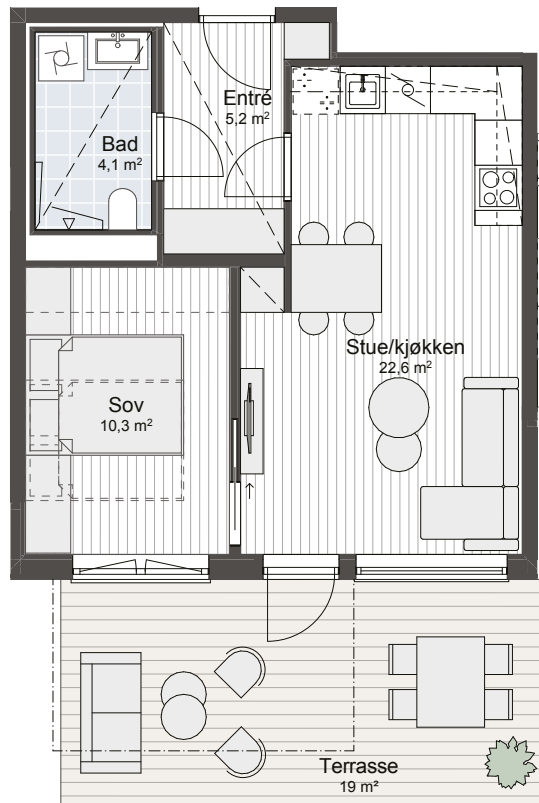 Entré
5,2 m²
Bad
4,1 m²
Stue/kjøkken
22,6 m²
Sov
10,3 m²
Terrasse
19 m²